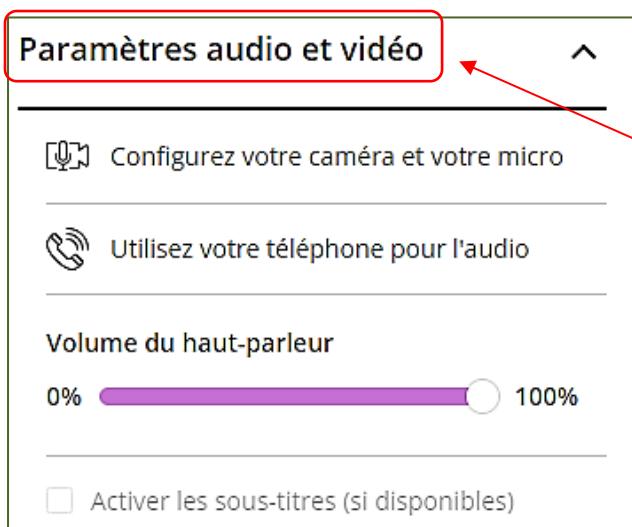 Paramètres audio et vidéo
Configurez votre caméra et votre micro
Utilisez votre téléphone pour l'audio
Volume du haut-parleur
0% 100%
Activer les sous-titres (si disponibles)